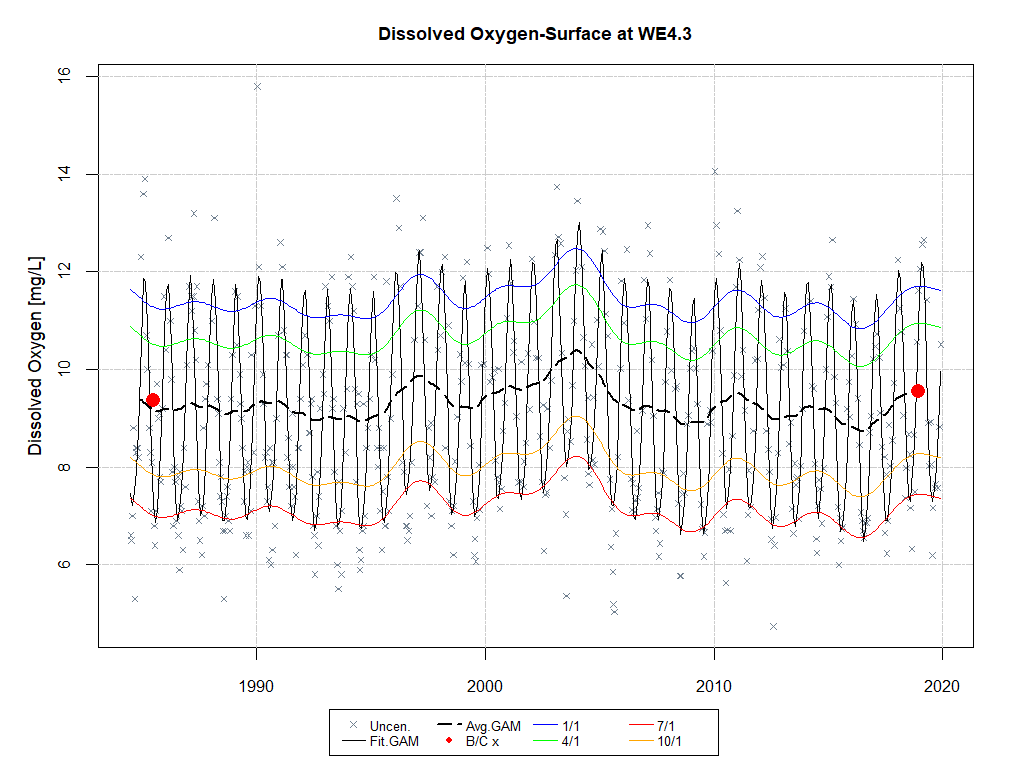 Dissolved Oxygen-Surface at WE4.3
Dissolved Oxygen [mg/L]
16
14
12
10
8
6
1990 2000 2010 2020
Uncen. Avg.GAM 1/1 7/1
Fit.GAM B/C x 4/1 10/1